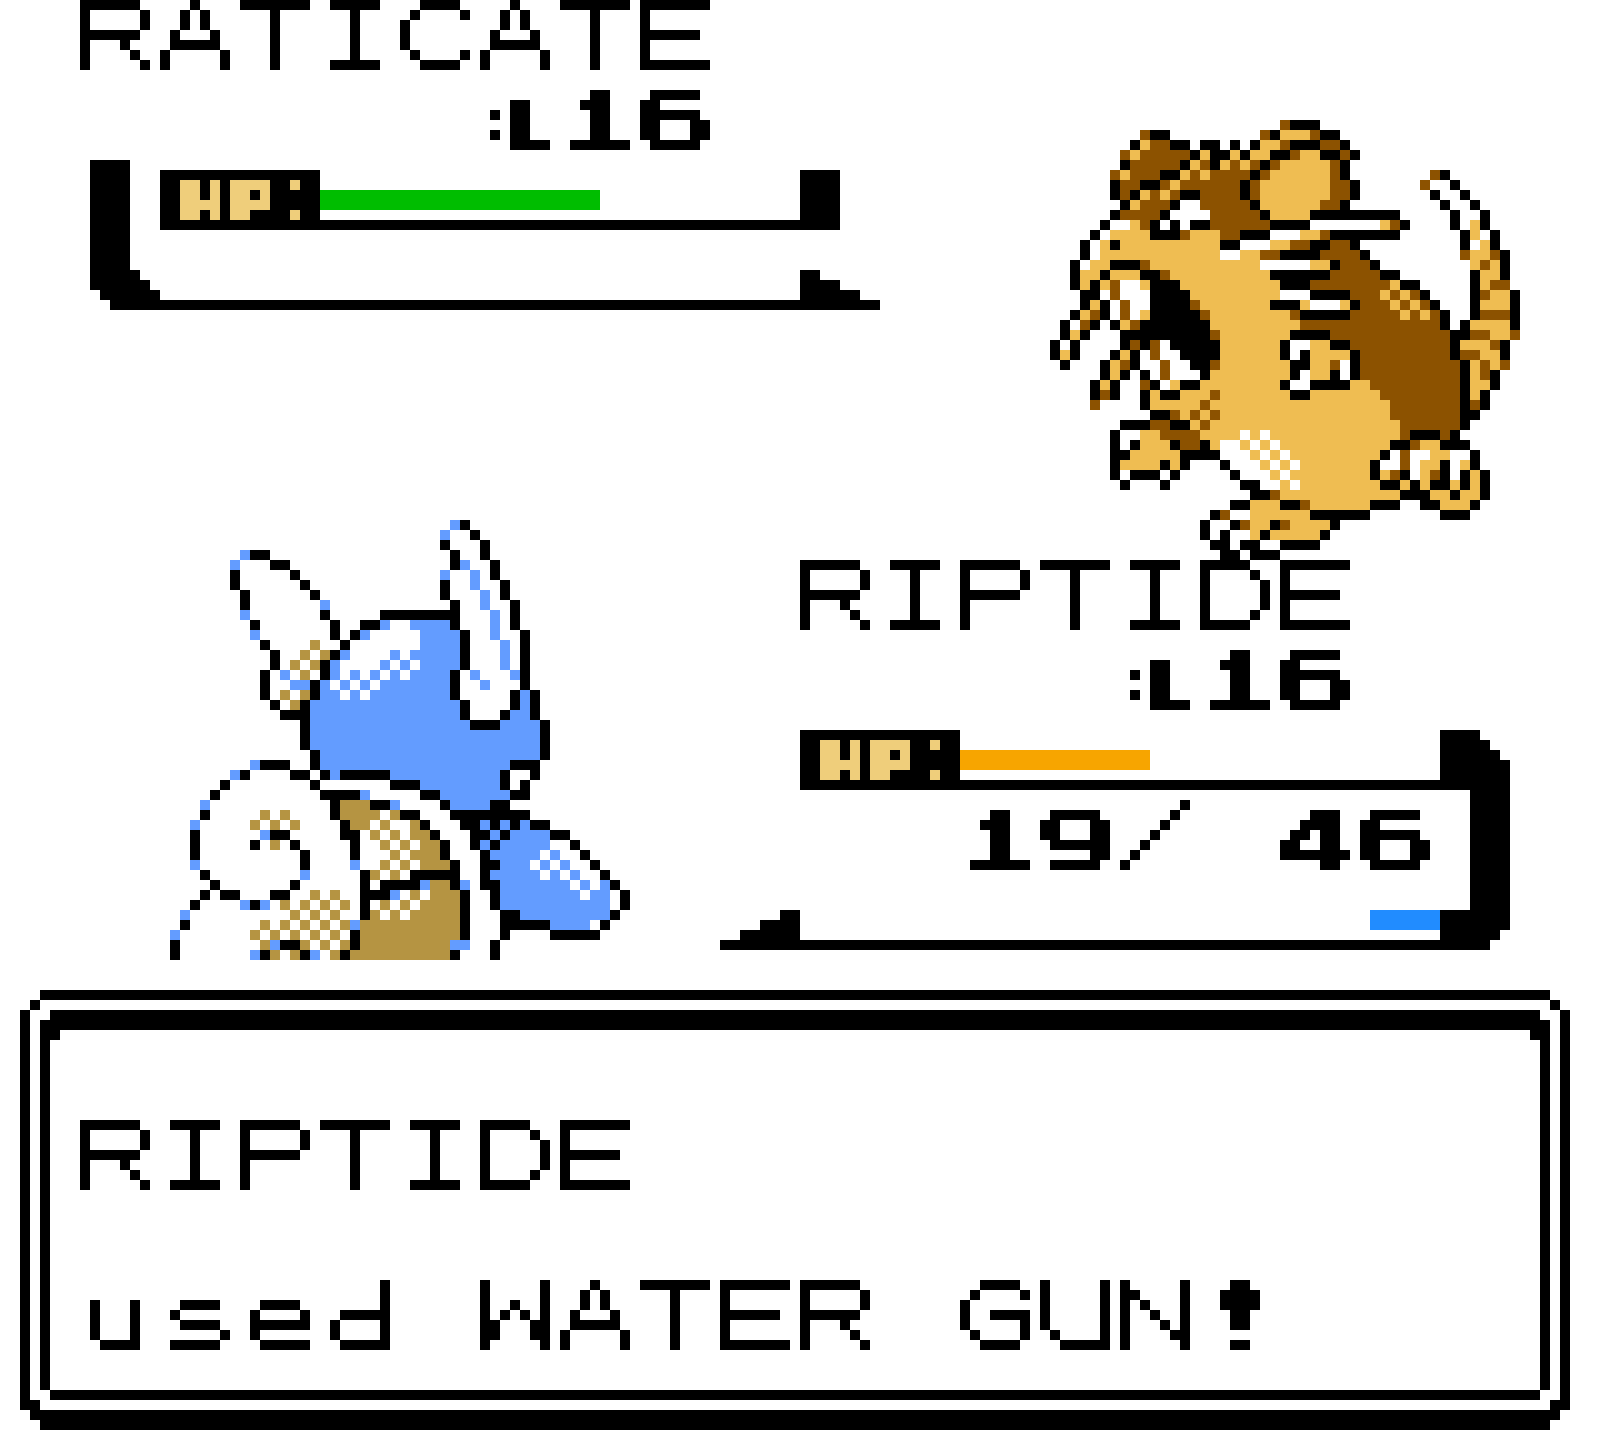 RATICATE
:L16
HP:
RIPTIDE
:L16
HP:
19/ 46
RIPTIDE
used WATER GUN!